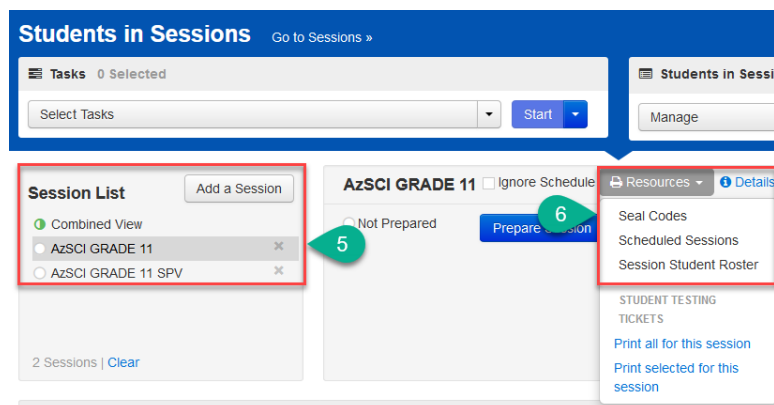 Students in Sessions Go to Sessions »
Tasks 0 Selected
Select Tasks
Start
Students in Sessi
Manage
Session List
Add a Session
Combined View
AzSCI GRADE 11
AzSCI GRADE 11 SPV
2 Sessions | Clear
5
AzSCI GRADE 11
Ignore Schedule
Resources
Details
Not Prepared
Prepare Session
6
Seal Codes
Scheduled Sessions
Session Student Roster
STUDENT TESTING
TICKETS
Print all for this session
Print selected for this
session